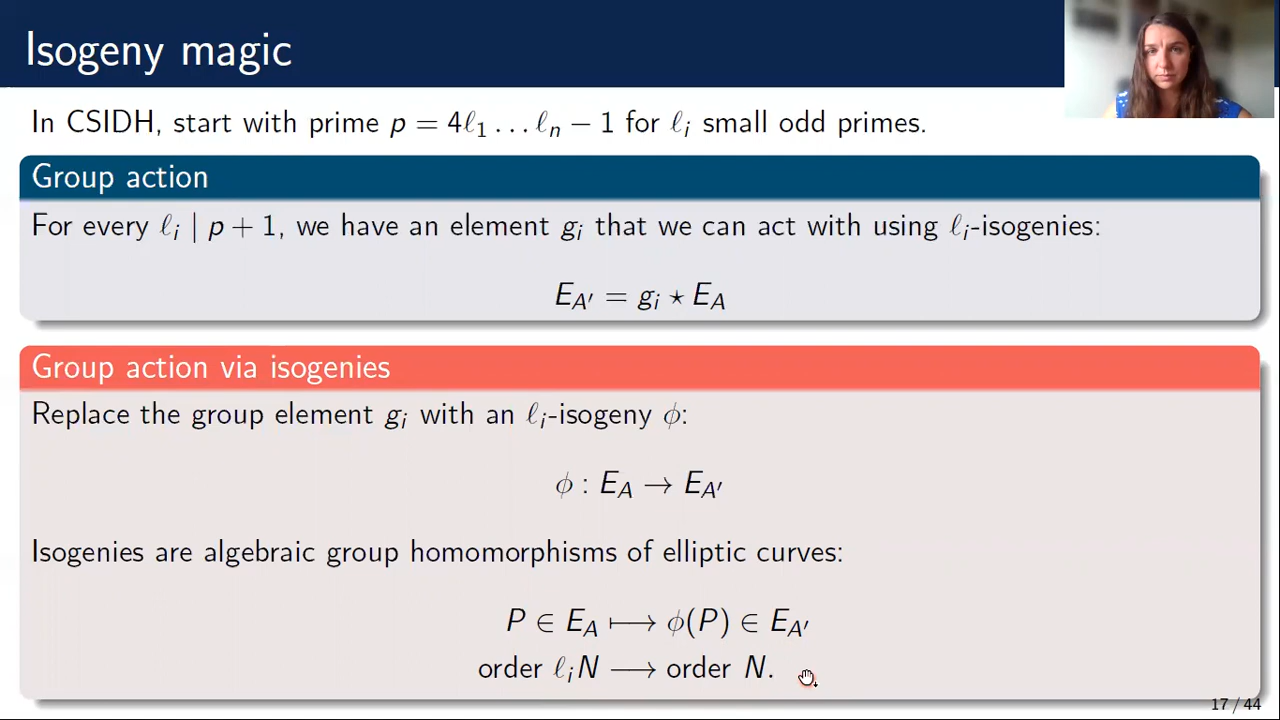 Isogeny magic
In CSIDH, start with prime p = 4ℓ₁ … ℓₙ − 1 for ℓᵢ small odd primes.
Group action
For every ℓᵢ | p + 1, we have an element gᵢ that we can act with using ℓᵢ-isogenies:
E_{A′} = gᵢ ⋆ E_A
Group action via isogenies
Replace the group element gᵢ with an ℓᵢ-isogeny ϕ:
ϕ : E_A → E_{A′}
Isogenies are algebraic group homomorphisms of elliptic curves:
P ∈ E_A ⟼ ϕ(P) ∈ E_{A′}
order ℓᵢN ⟶ order N.
17 / 44